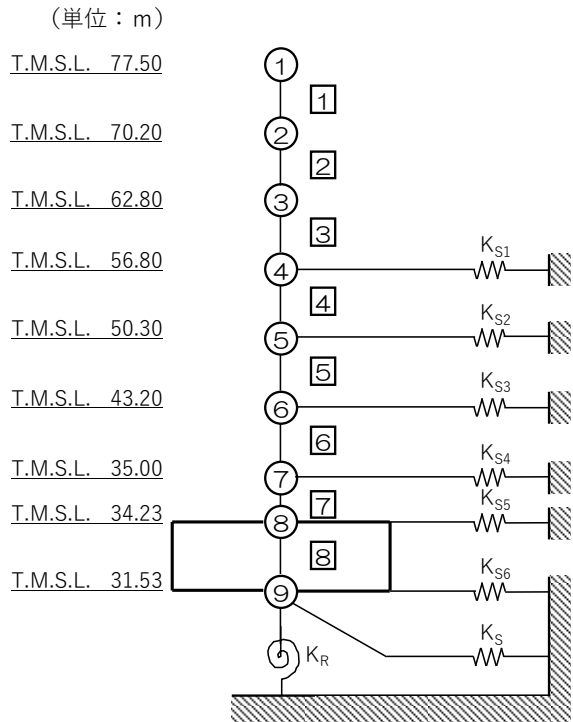 （単位：m）
T.M.S.L. 77.50
①
1
T.M.S.L. 70.20
②
2
T.M.S.L. 62.80
③
3
T.M.S.L. 56.80
④
KS1
4
T.M.S.L. 50.30
⑤
KS2
5
T.M.S.L. 43.20
⑥
KS3
6
T.M.S.L. 35.00
⑦
KS4
7
T.M.S.L. 34.23
⑧
KS5
8
T.M.S.L. 31.53
⑨
KS6
KR
KS